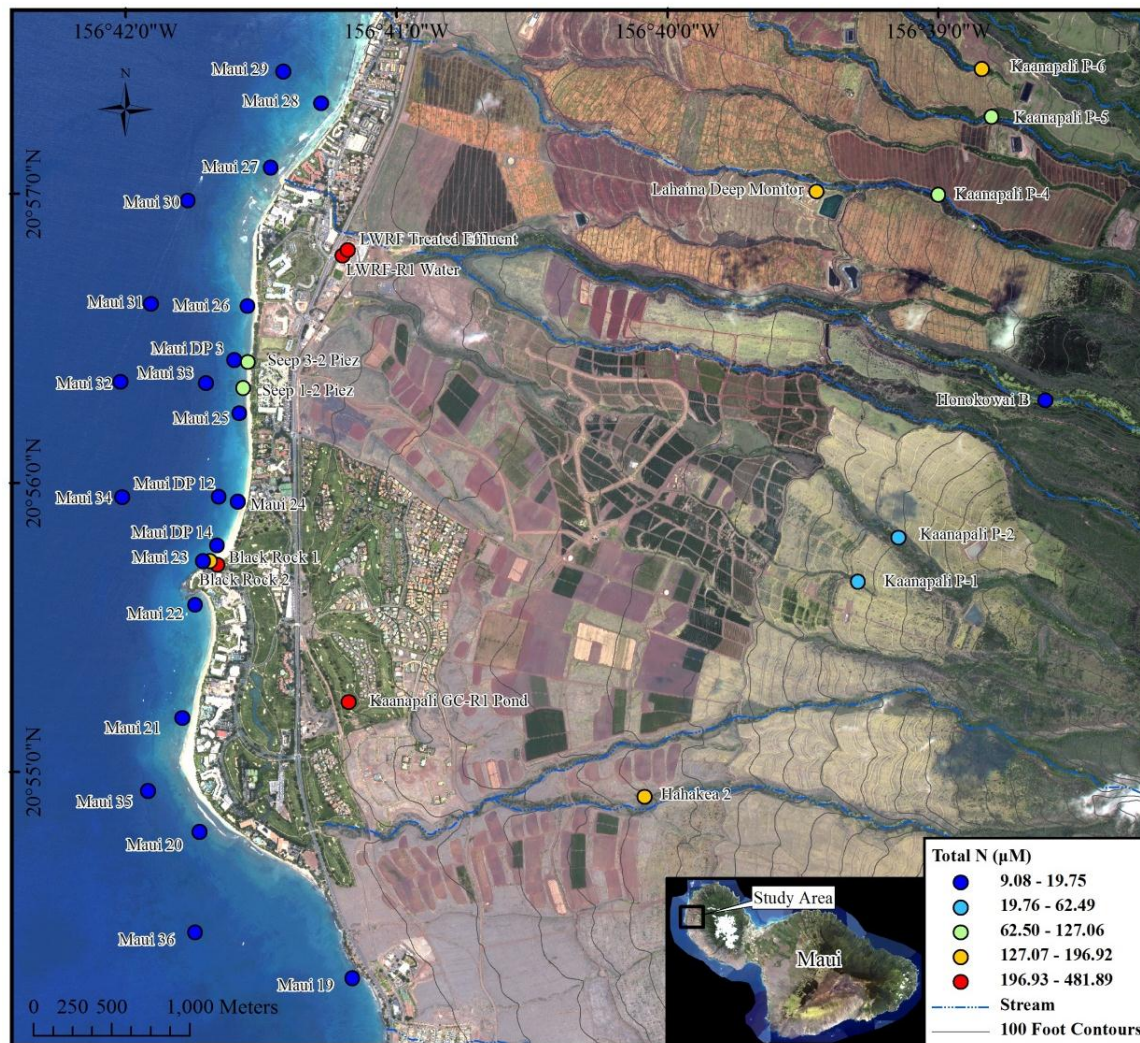 156°42'0"W
156°41'0"W
156°40'0"W
156°39'0"W
N
20°57'0"N
20°56'0"N
20°55'0"N
Maui 29
Maui 28
Maui 27
Maui 30
Kaanapali P-6
Kaanapali P-5
Lahaina Deep Monitor
Kaanapali P-4
LWRF Treated Effluent
LWRF-R1 Water
Maui 31
Maui 26
Maui DP 3
Seep 3-2 Piez
Maui 32
Maui 33
Seep 1-2 Piez
Maui 25
Honokowai B
Maui 34
Maui DP 12
Maui 24
Maui DP 14
Maui 23
Black Rock 1
Black Rock 2
Kaanapali P-2
Kaanapali P-1
Maui 22
Kaanapali GC-R1 Pond
Maui 21
Maui 35
Hahakea 2
Maui 20
Maui 36
Maui 19
0 250 500 1,000 Meters
Study Area
Maui
Total N (µM)
9.08 - 19.75
19.76 - 62.49
62.50 - 127.06
127.07 - 196.92
196.93 - 481.89
Stream
100 Foot Contours